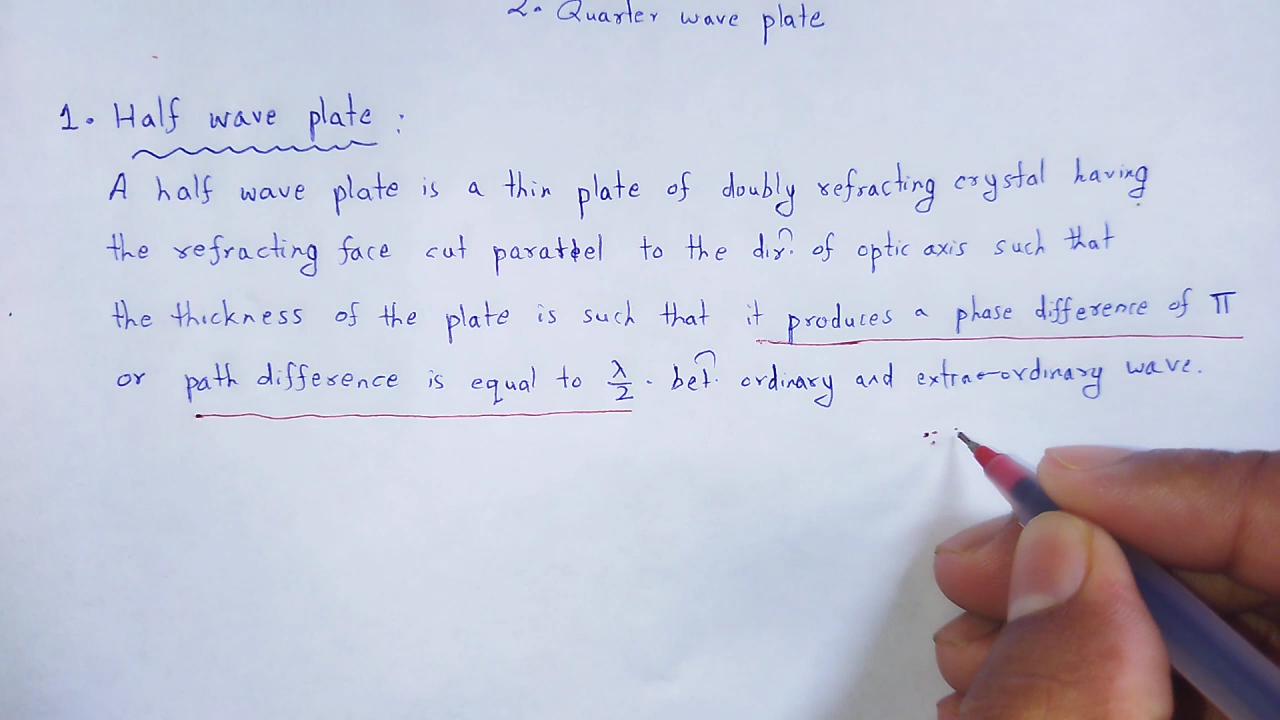 2. Quarter wave plate
1. Half wave plate :
A half wave plate is a thin plate of doubly refracting crystal having
the refracting face cut parallel to the dirn. of optic axis such that
the thickness of the plate is such that it produces a phase difference of π
or path difference is equal to λ/2 . betn. ordinary and extra-ordinary wave.